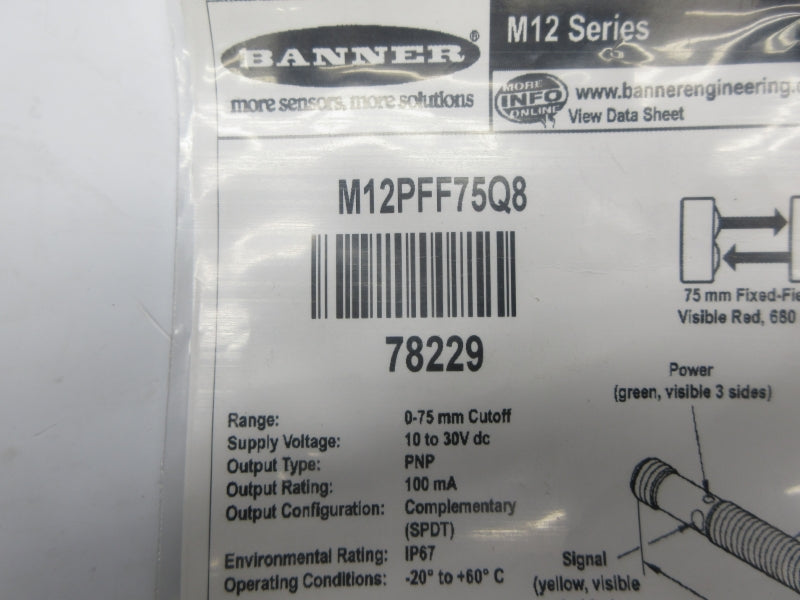 BANNER®
more sensors, more solutions
M12 Series
MORE
INFO
ONLINE
www.bannerengineering.
View Data Sheet
M12PFF75Q8
78229
75 mm Fixed-Fie
Visible Red, 680
Power
(green, visible 3 sides)
Range: 0-75 mm Cutoff
Supply Voltage: 10 to 30V dc
Output Type: PNP
Output Rating: 100 mA
Output Configuration: Complementary
(SPDT)
Environmental Rating: IP67
Operating Conditions: -20° to +60° C
Signal
(yellow, visible